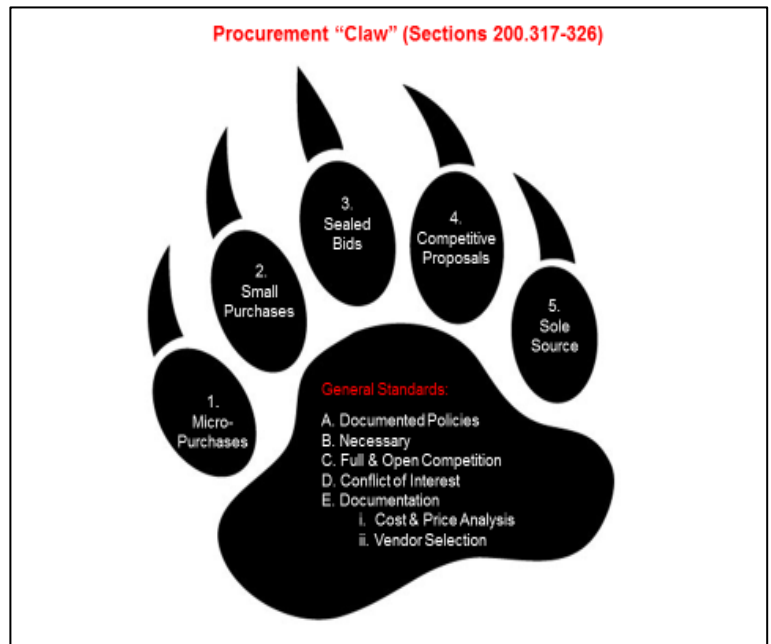 Procurement “Claw” (Sections 200.317-326)
1.
Micro-
Purchases
2.
Small
Purchases
3.
Sealed
Bids
4.
Competitive
Proposals
5.
Sole
Source
General Standards:
A. Documented Policies
B. Necessary
C. Full & Open Competition
D. Conflict of Interest
E. Documentation
i. Cost & Price Analysis
ii. Vendor Selection